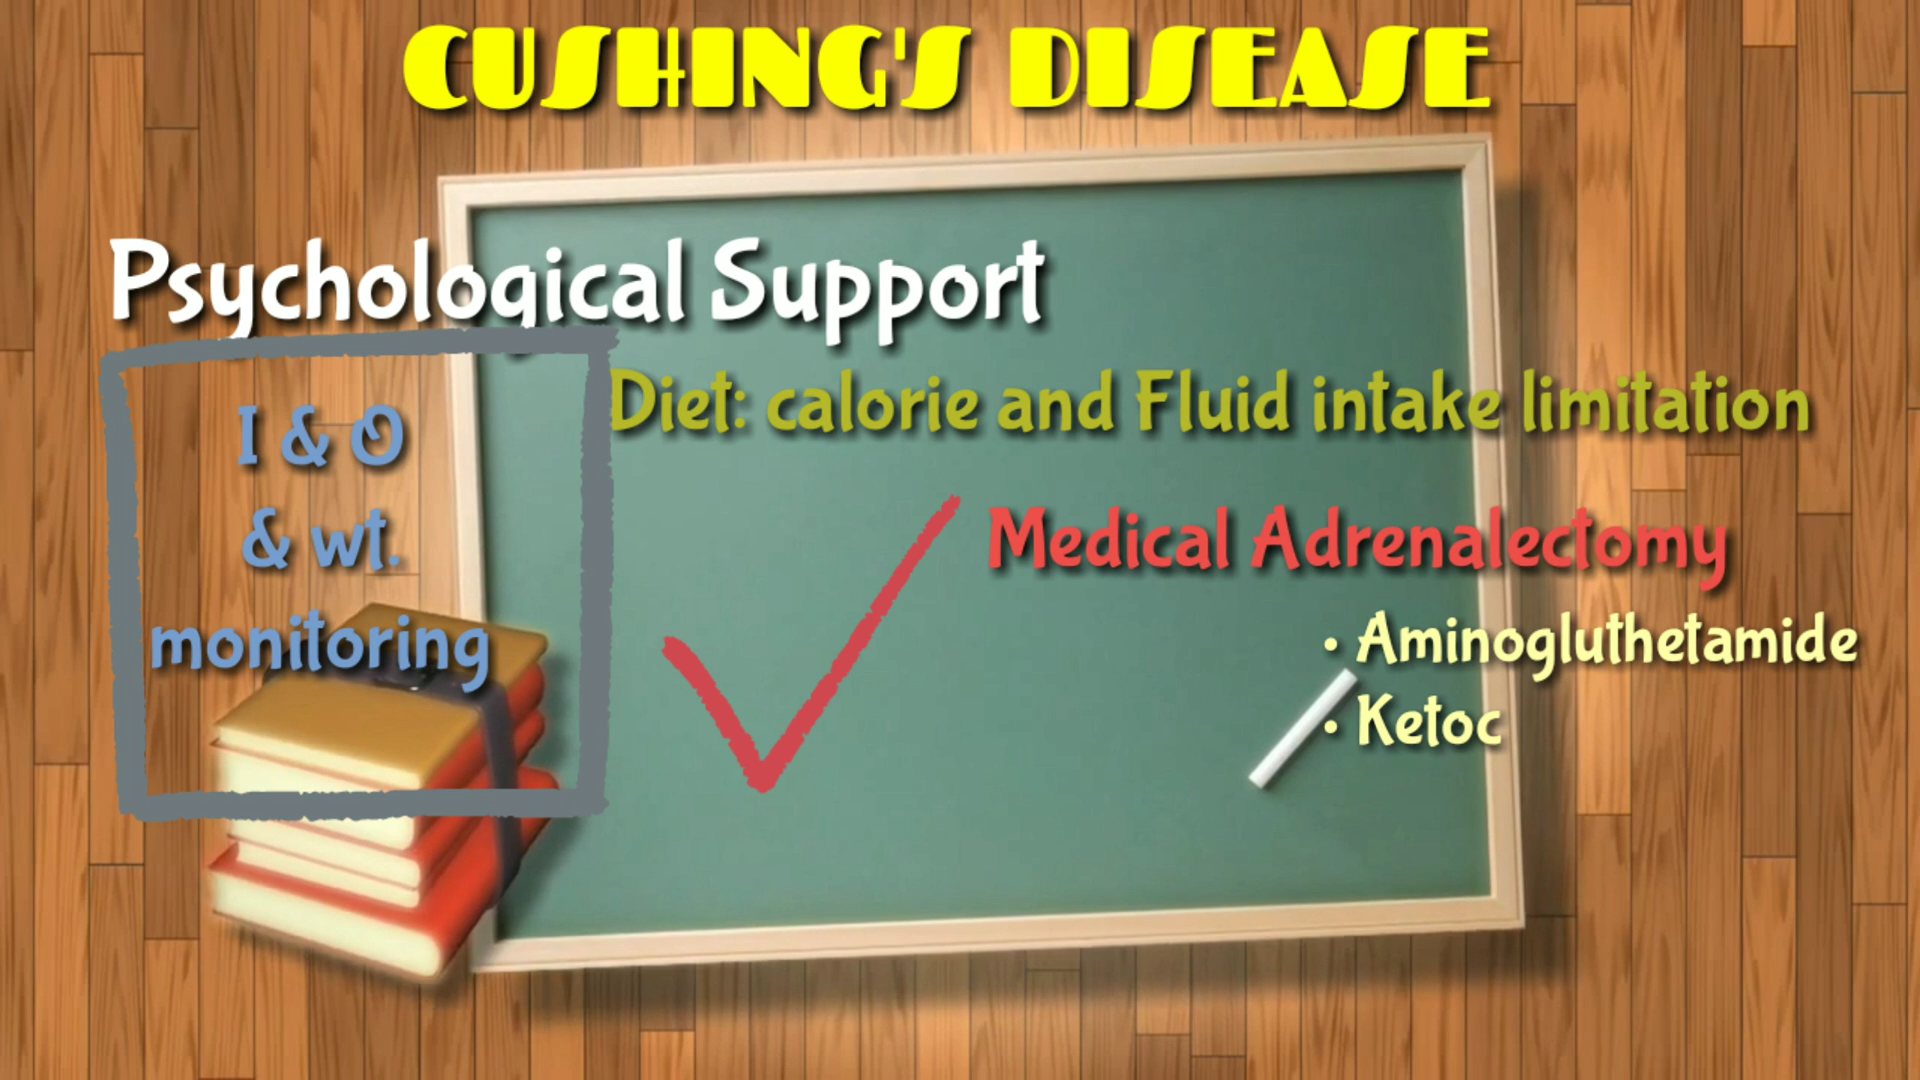 CUSHING'S DISEASE
Psychological Support
Diet: calorie and Fluid intake limitation
I & O
& wt.
monitoring
Medical Adrenalectomy
• Aminogluthetamide
• Ketoc